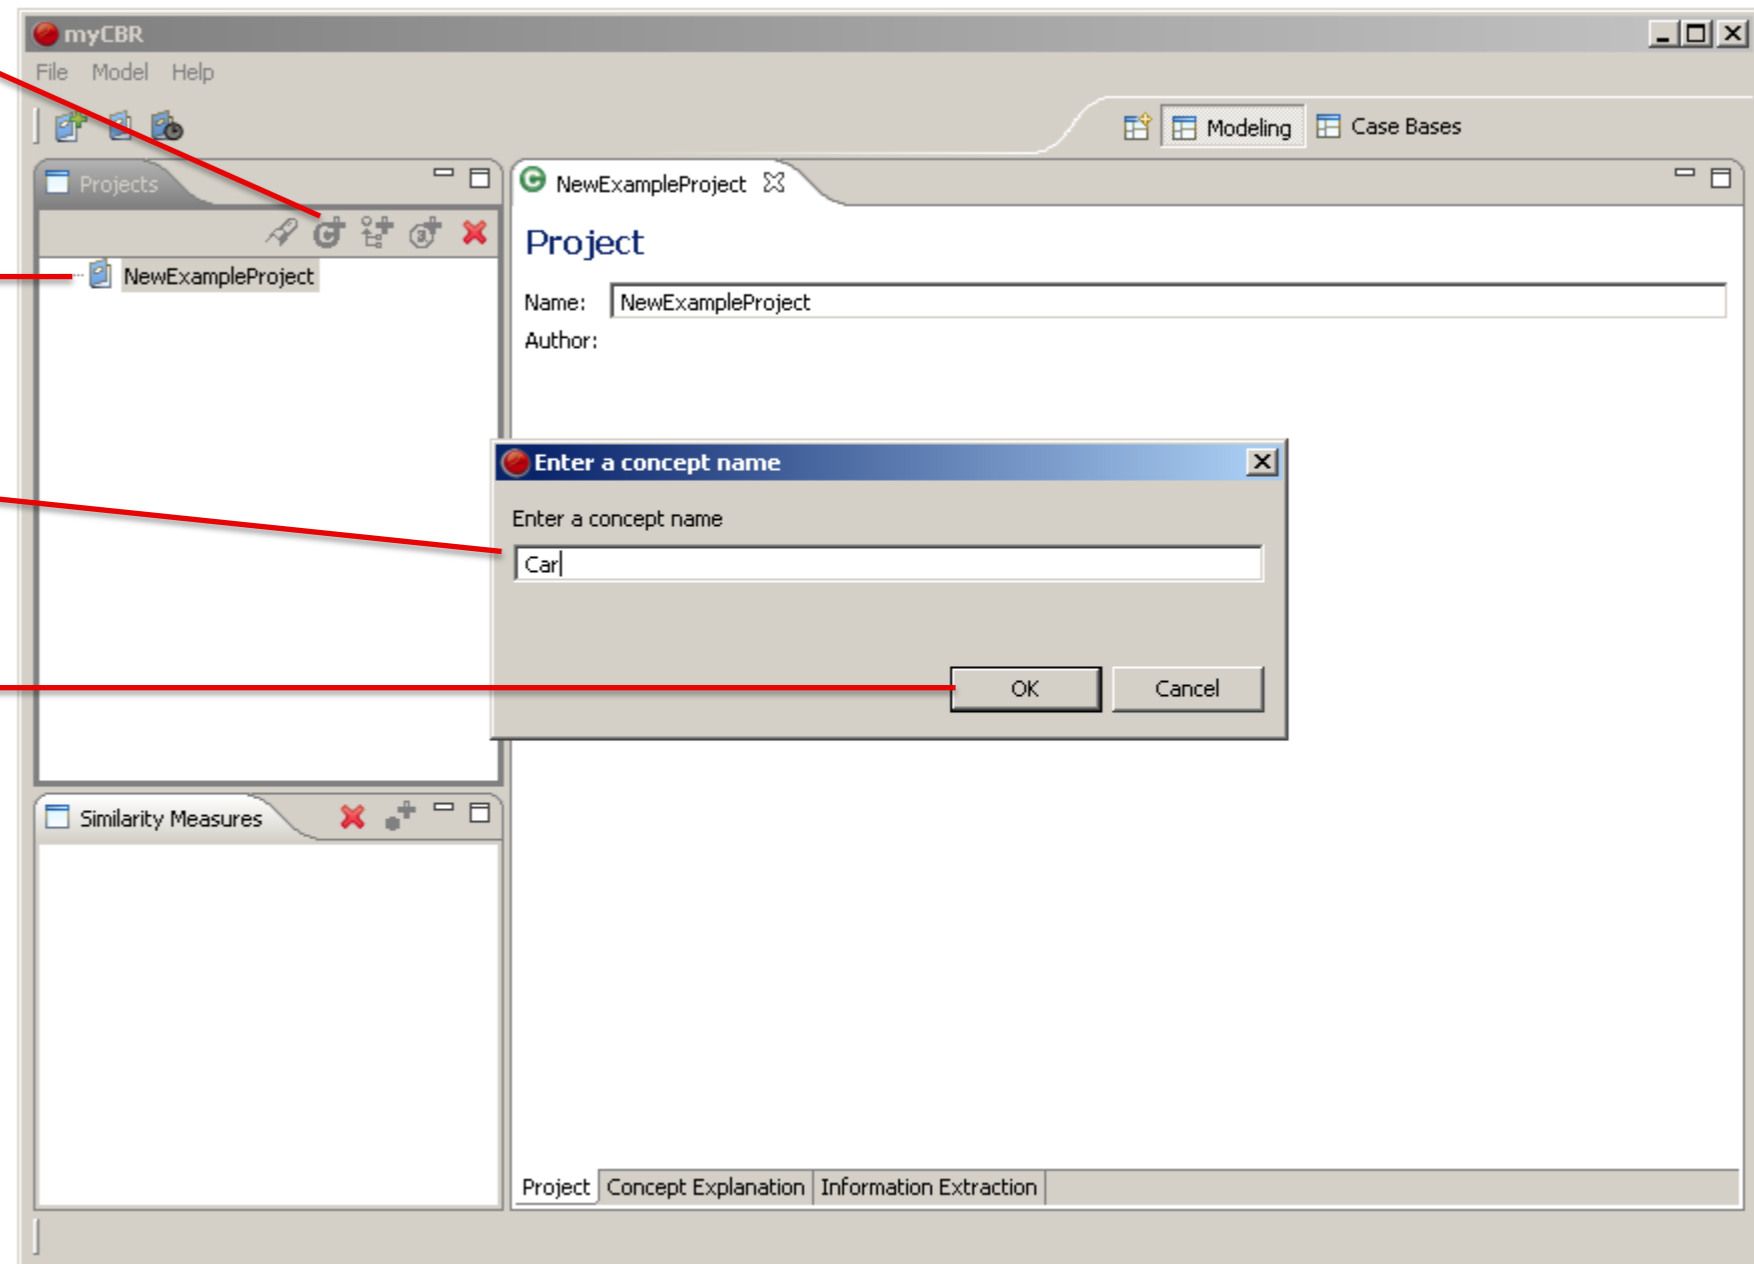 myCBR
File Model Help
Modeling Case Bases
Projects
NewExampleProject
NewExampleProject
Project
Name: NewExampleProject
Author:
Enter a concept name
Enter a concept name
Car
OK Cancel
Similarity Measures
Project Concept Explanation Information Extraction